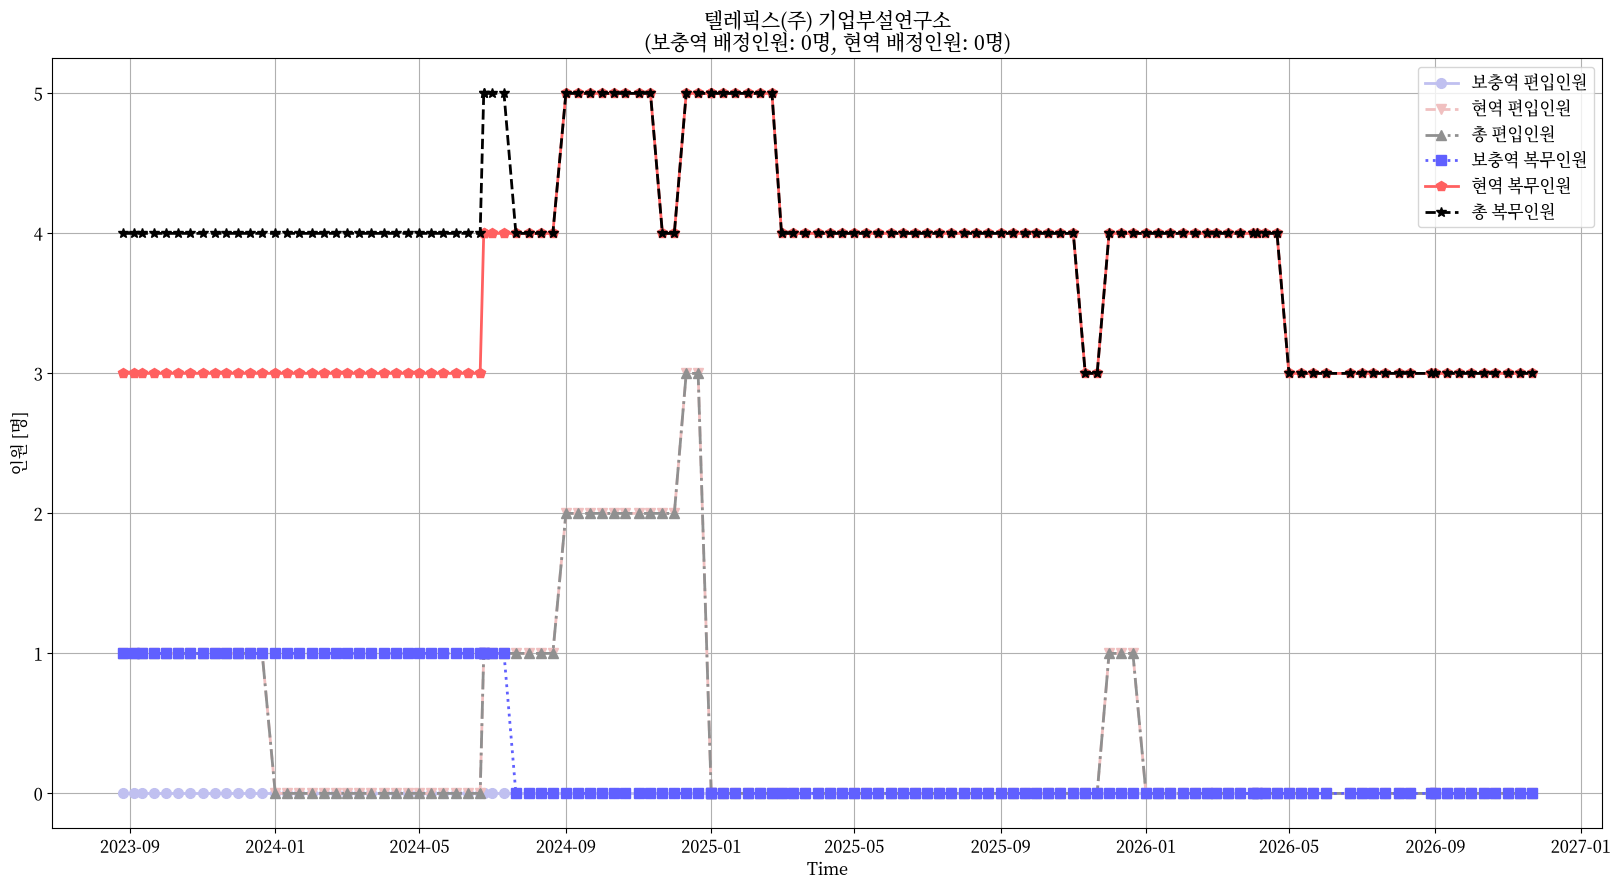 텔레픽스(주) 기업부설연구소
(보충역 배정인원: 0명, 현역 배정인원: 0명)
보충역 편입인원
현역 편입인원
총 편입인원
보충역 복무인원
현역 복무인원
총 복무인원
인원 [명]
5
4
3
2
1
0
2023-09
2024-01
2024-05
2024-09
2025-01
2025-05
2025-09
2026-01
2026-05
2026-09
2027-01
Time